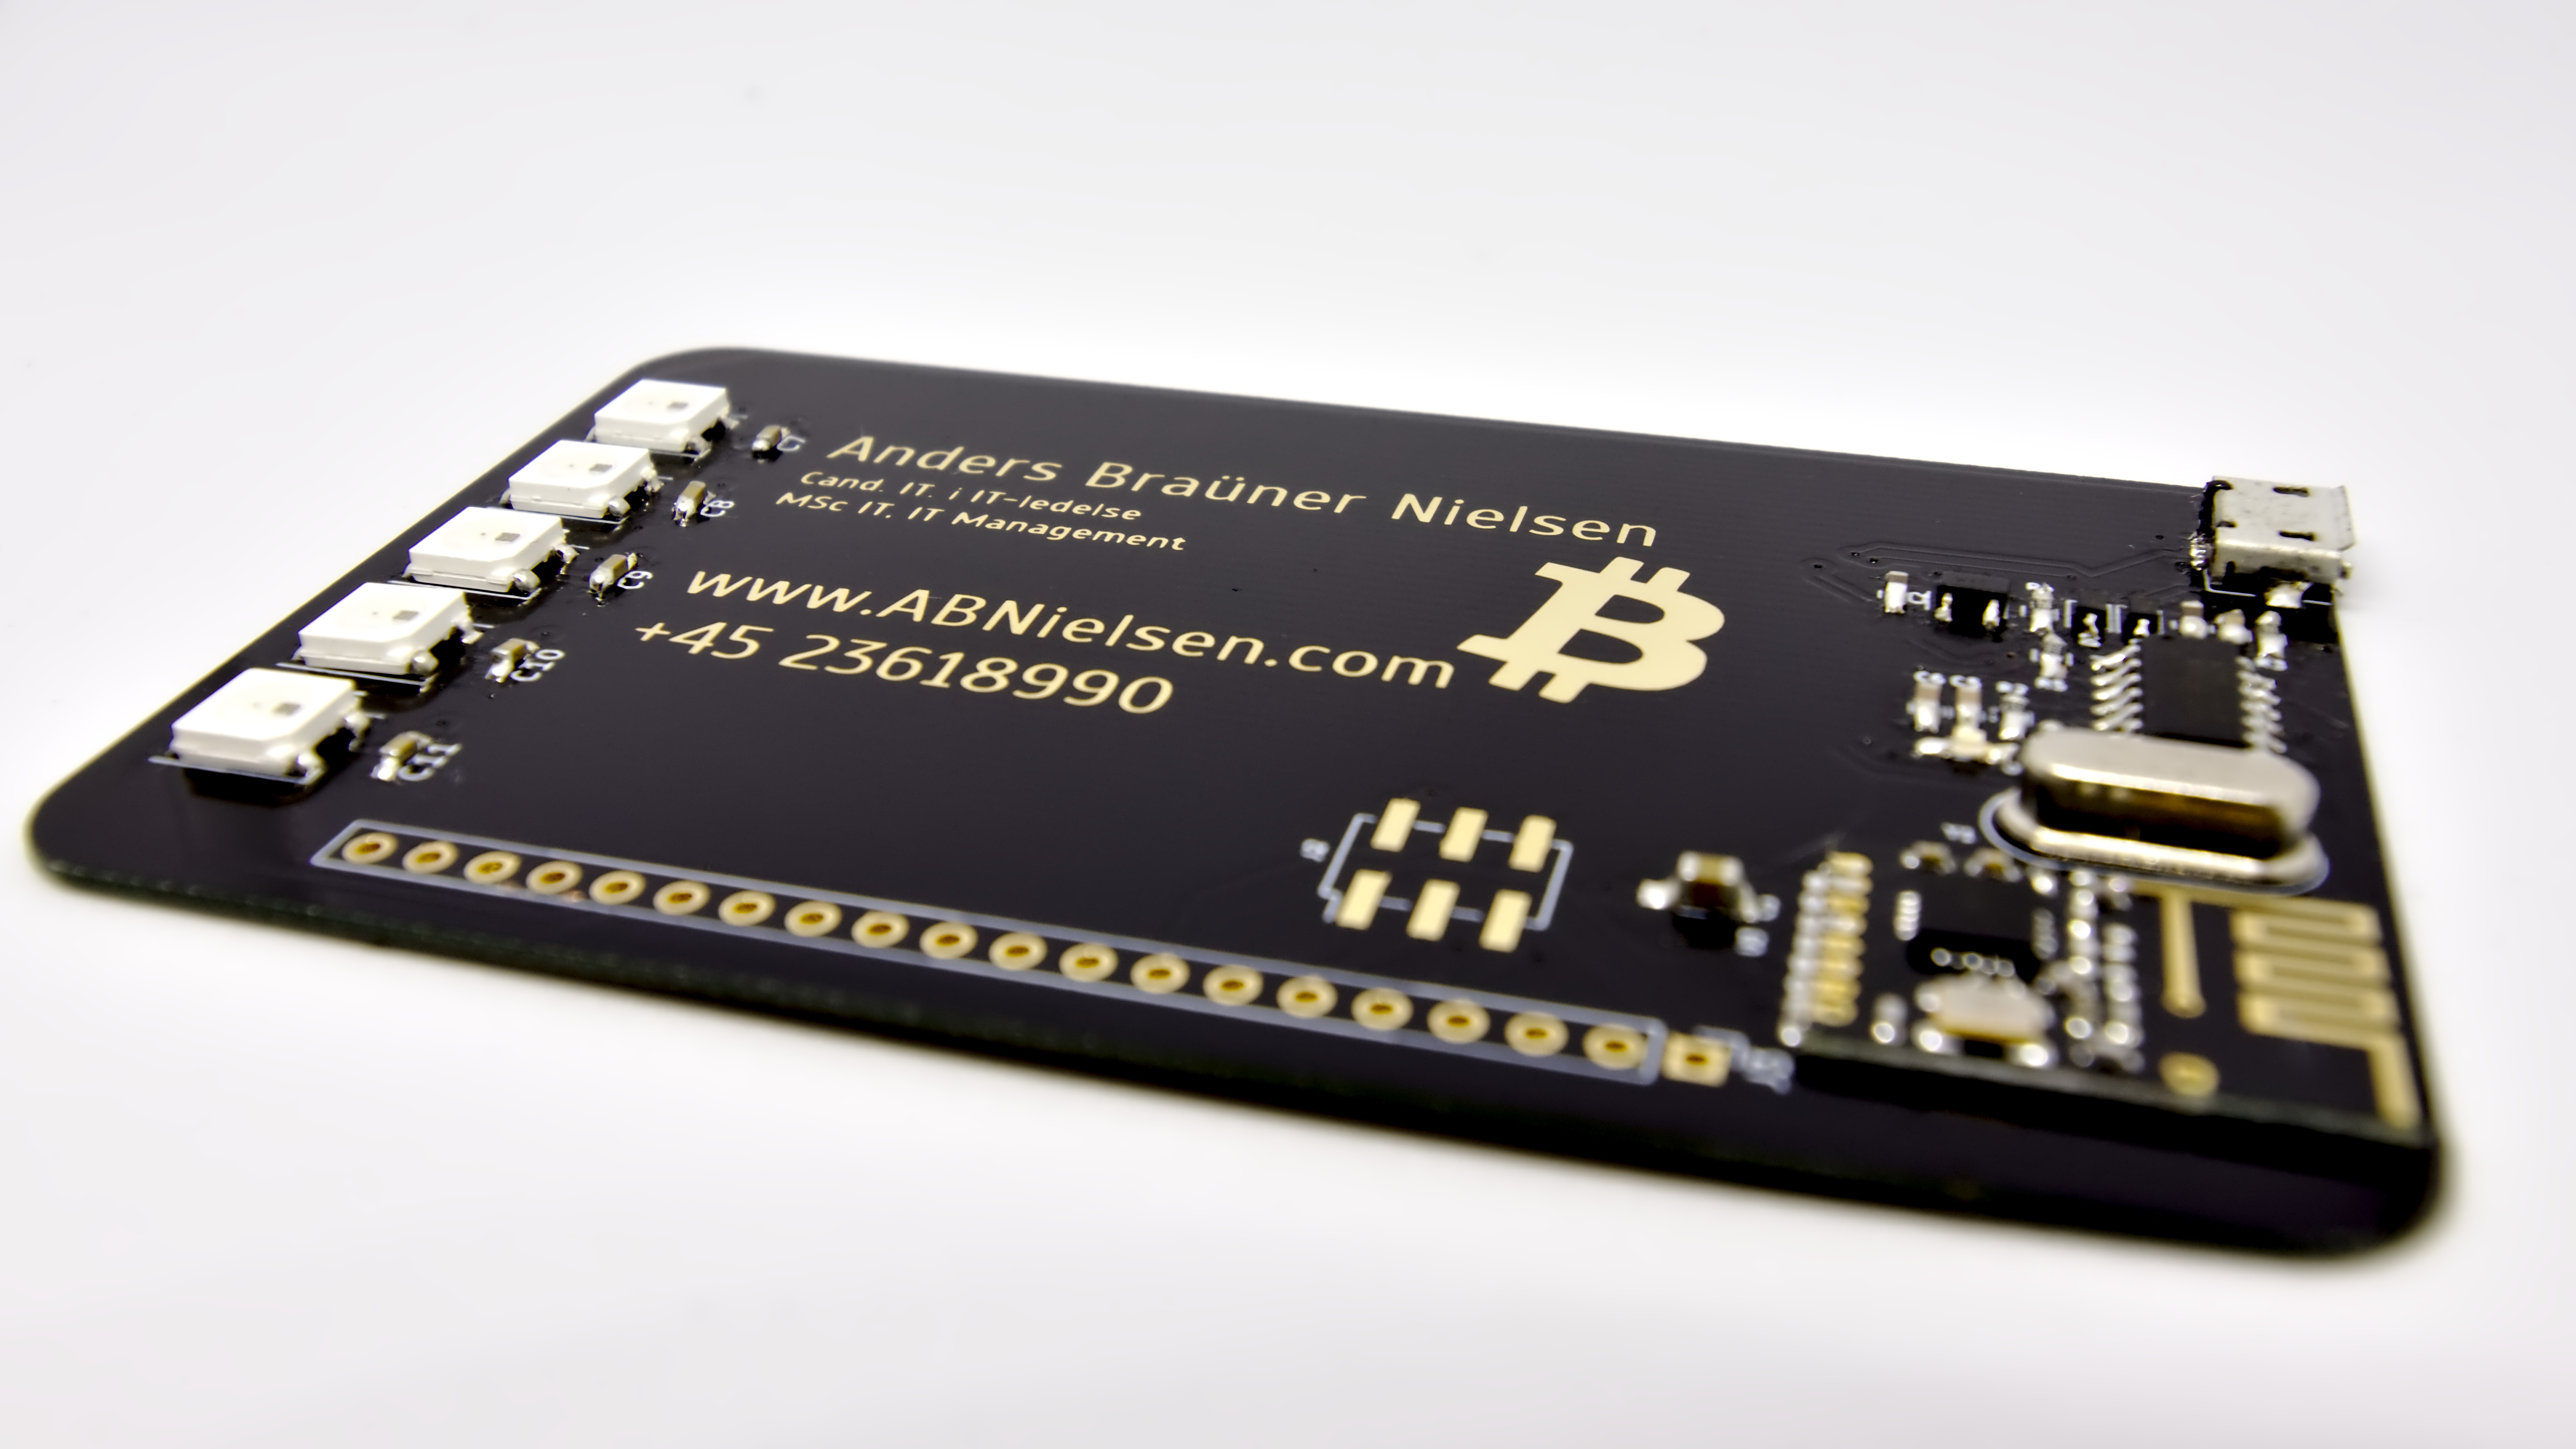 Anders Braüner Nielsen
Cand. IT. i IT-ledelse
MSc IT. IT Management
www.ABNielsen.com
+45 23618990
C8
C9
C10
C11